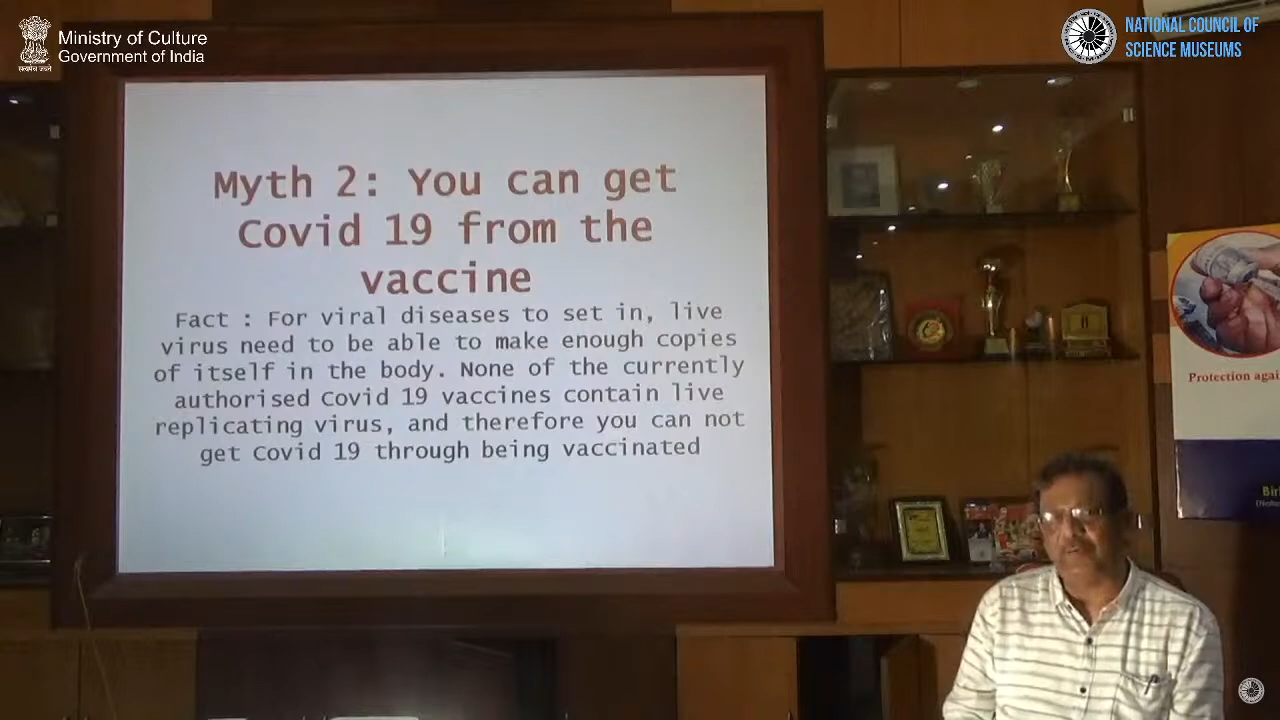 Ministry of Culture
Government of India
सत्यमेव जयते
NATIONAL COUNCIL OF
SCIENCE MUSEUMS
Myth 2: You can get
Covid 19 from the
vaccine
Fact : For viral diseases to set in, live
virus need to be able to make enough copies
of itself in the body. None of the currently
authorised Covid 19 vaccines contain live
replicating virus, and therefore you can not
get Covid 19 through being vaccinated
Protection agai